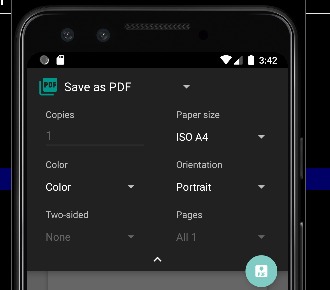 3:42
PDF
Save as PDF
Copies
Paper size
1
ISO A4
Color
Orientation
Color
Portrait
Two-sided
Pages
None
All 1